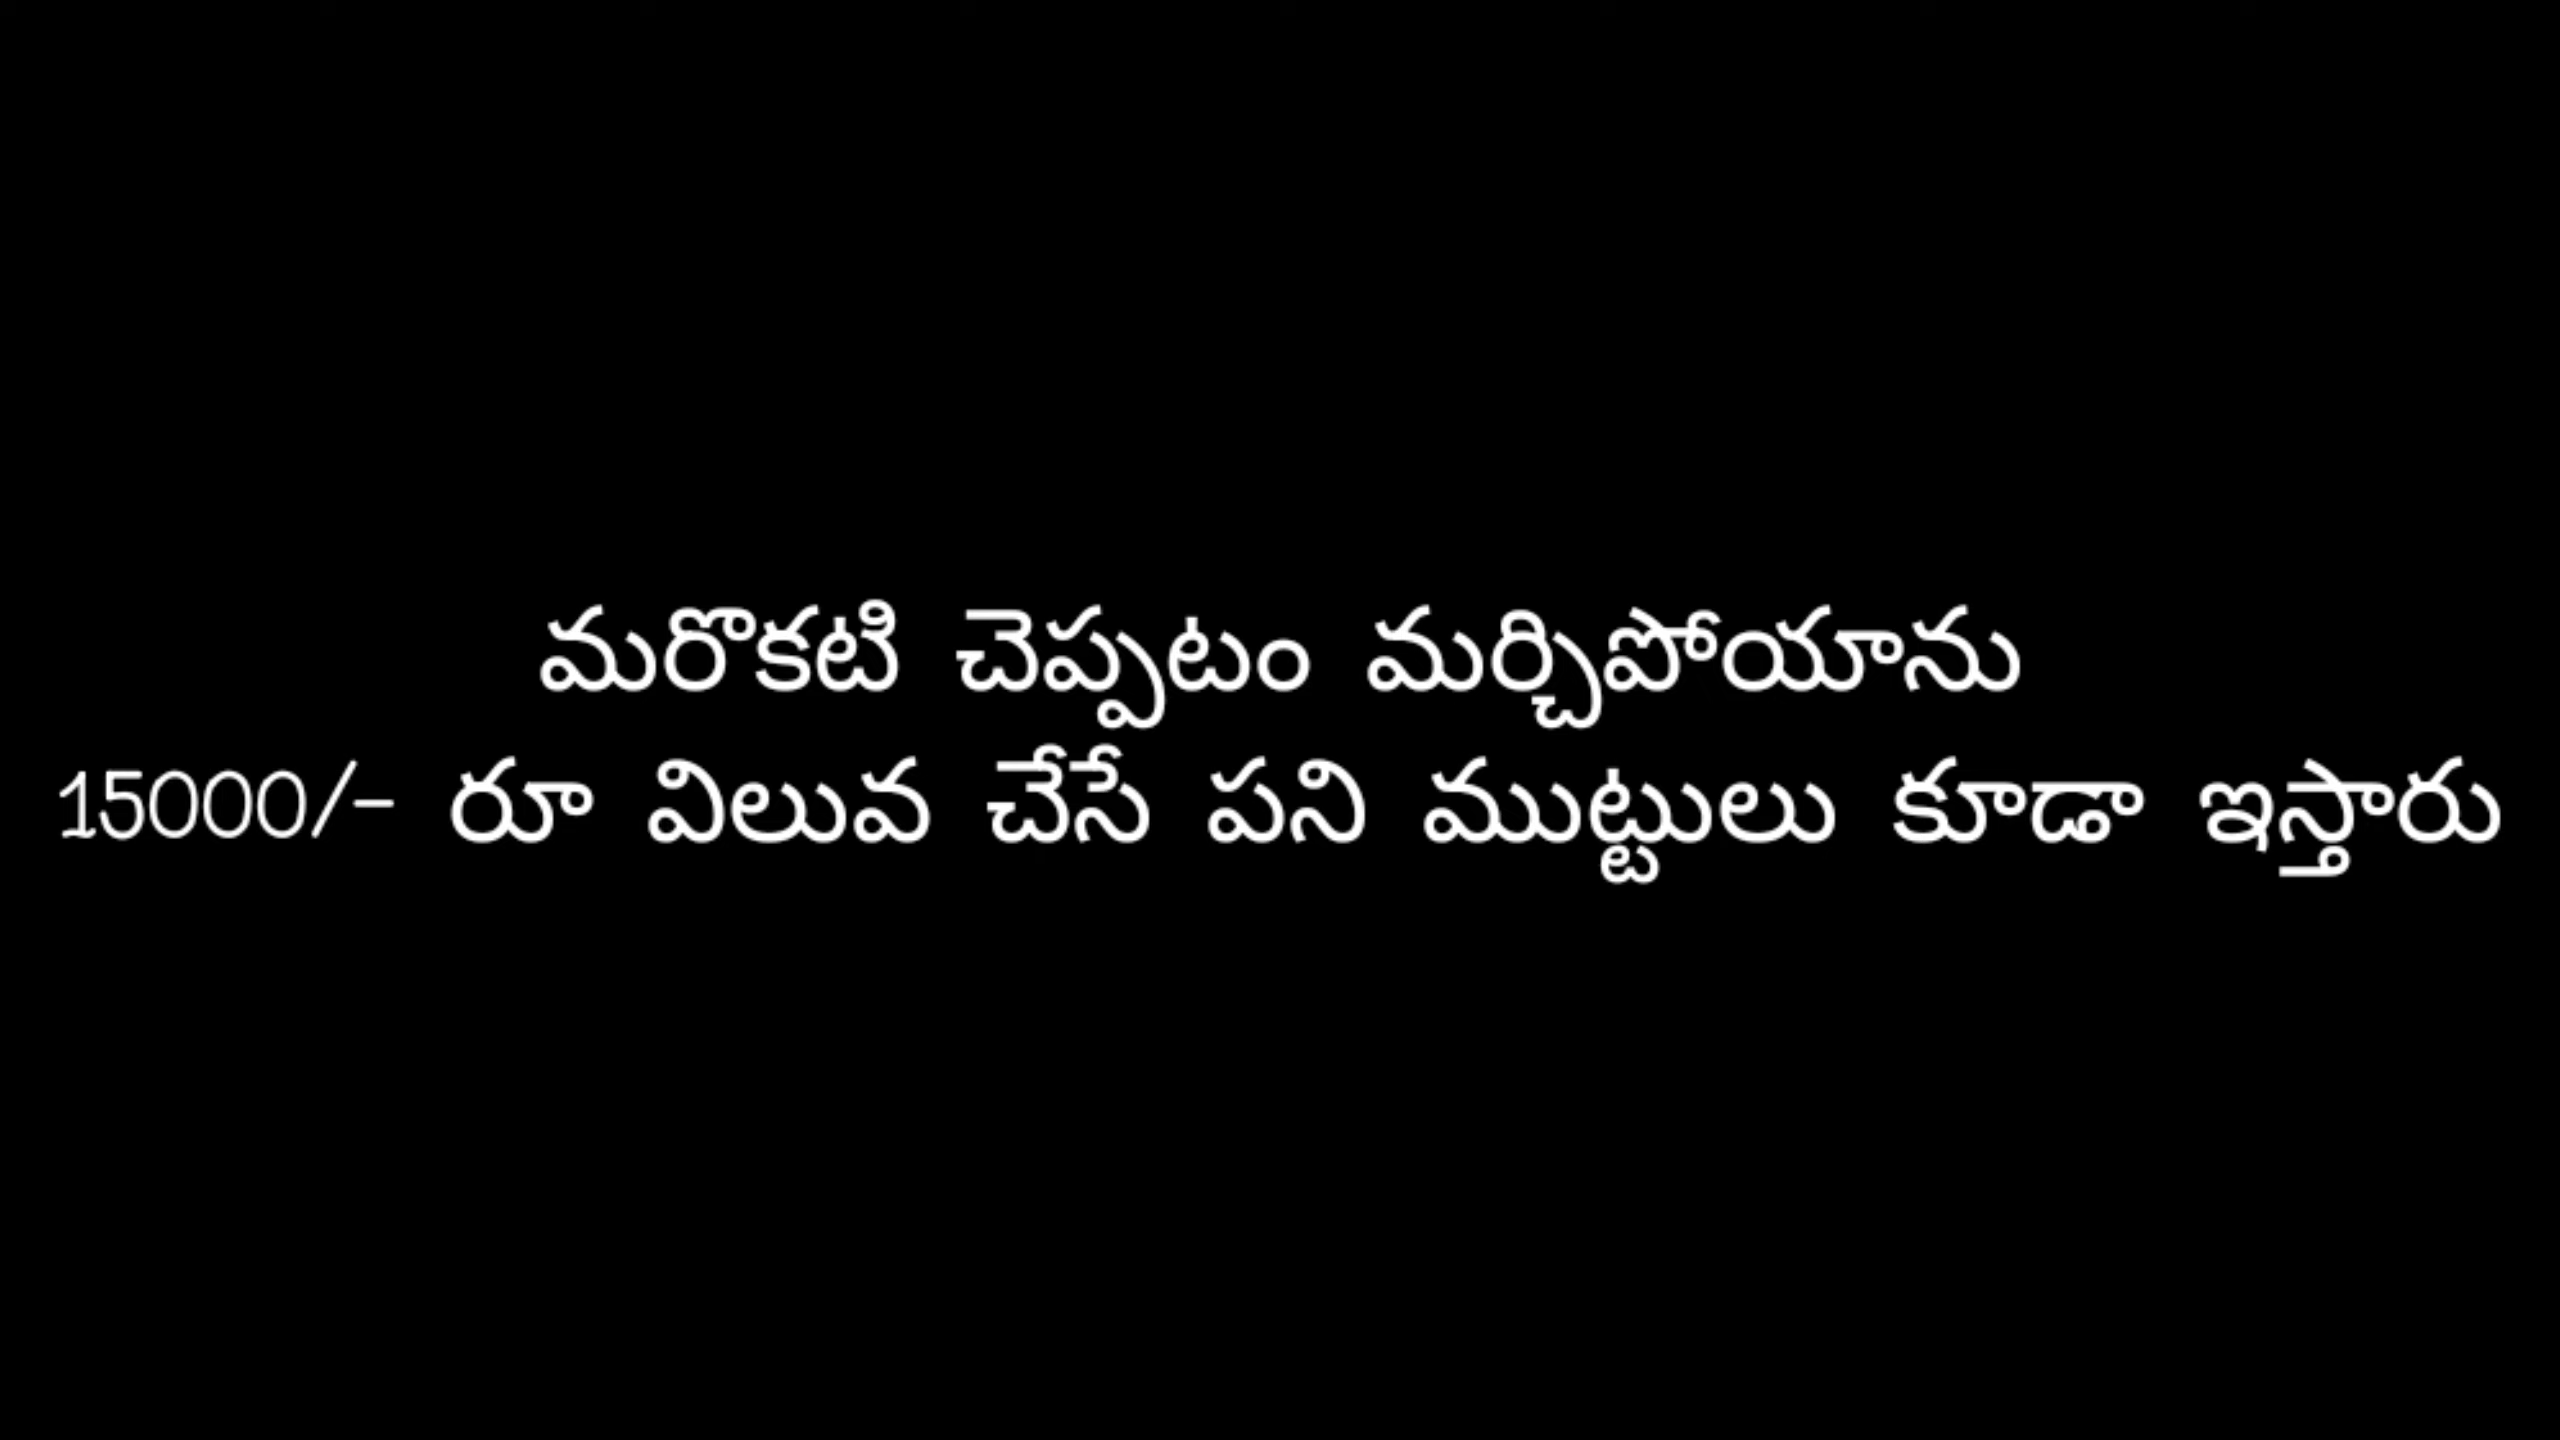 మరొకటి చెప్పటం మర్చిపోయాను
15000/- రూ విలువ చేసే పని ముట్టులు కూడా ఇస్తారు